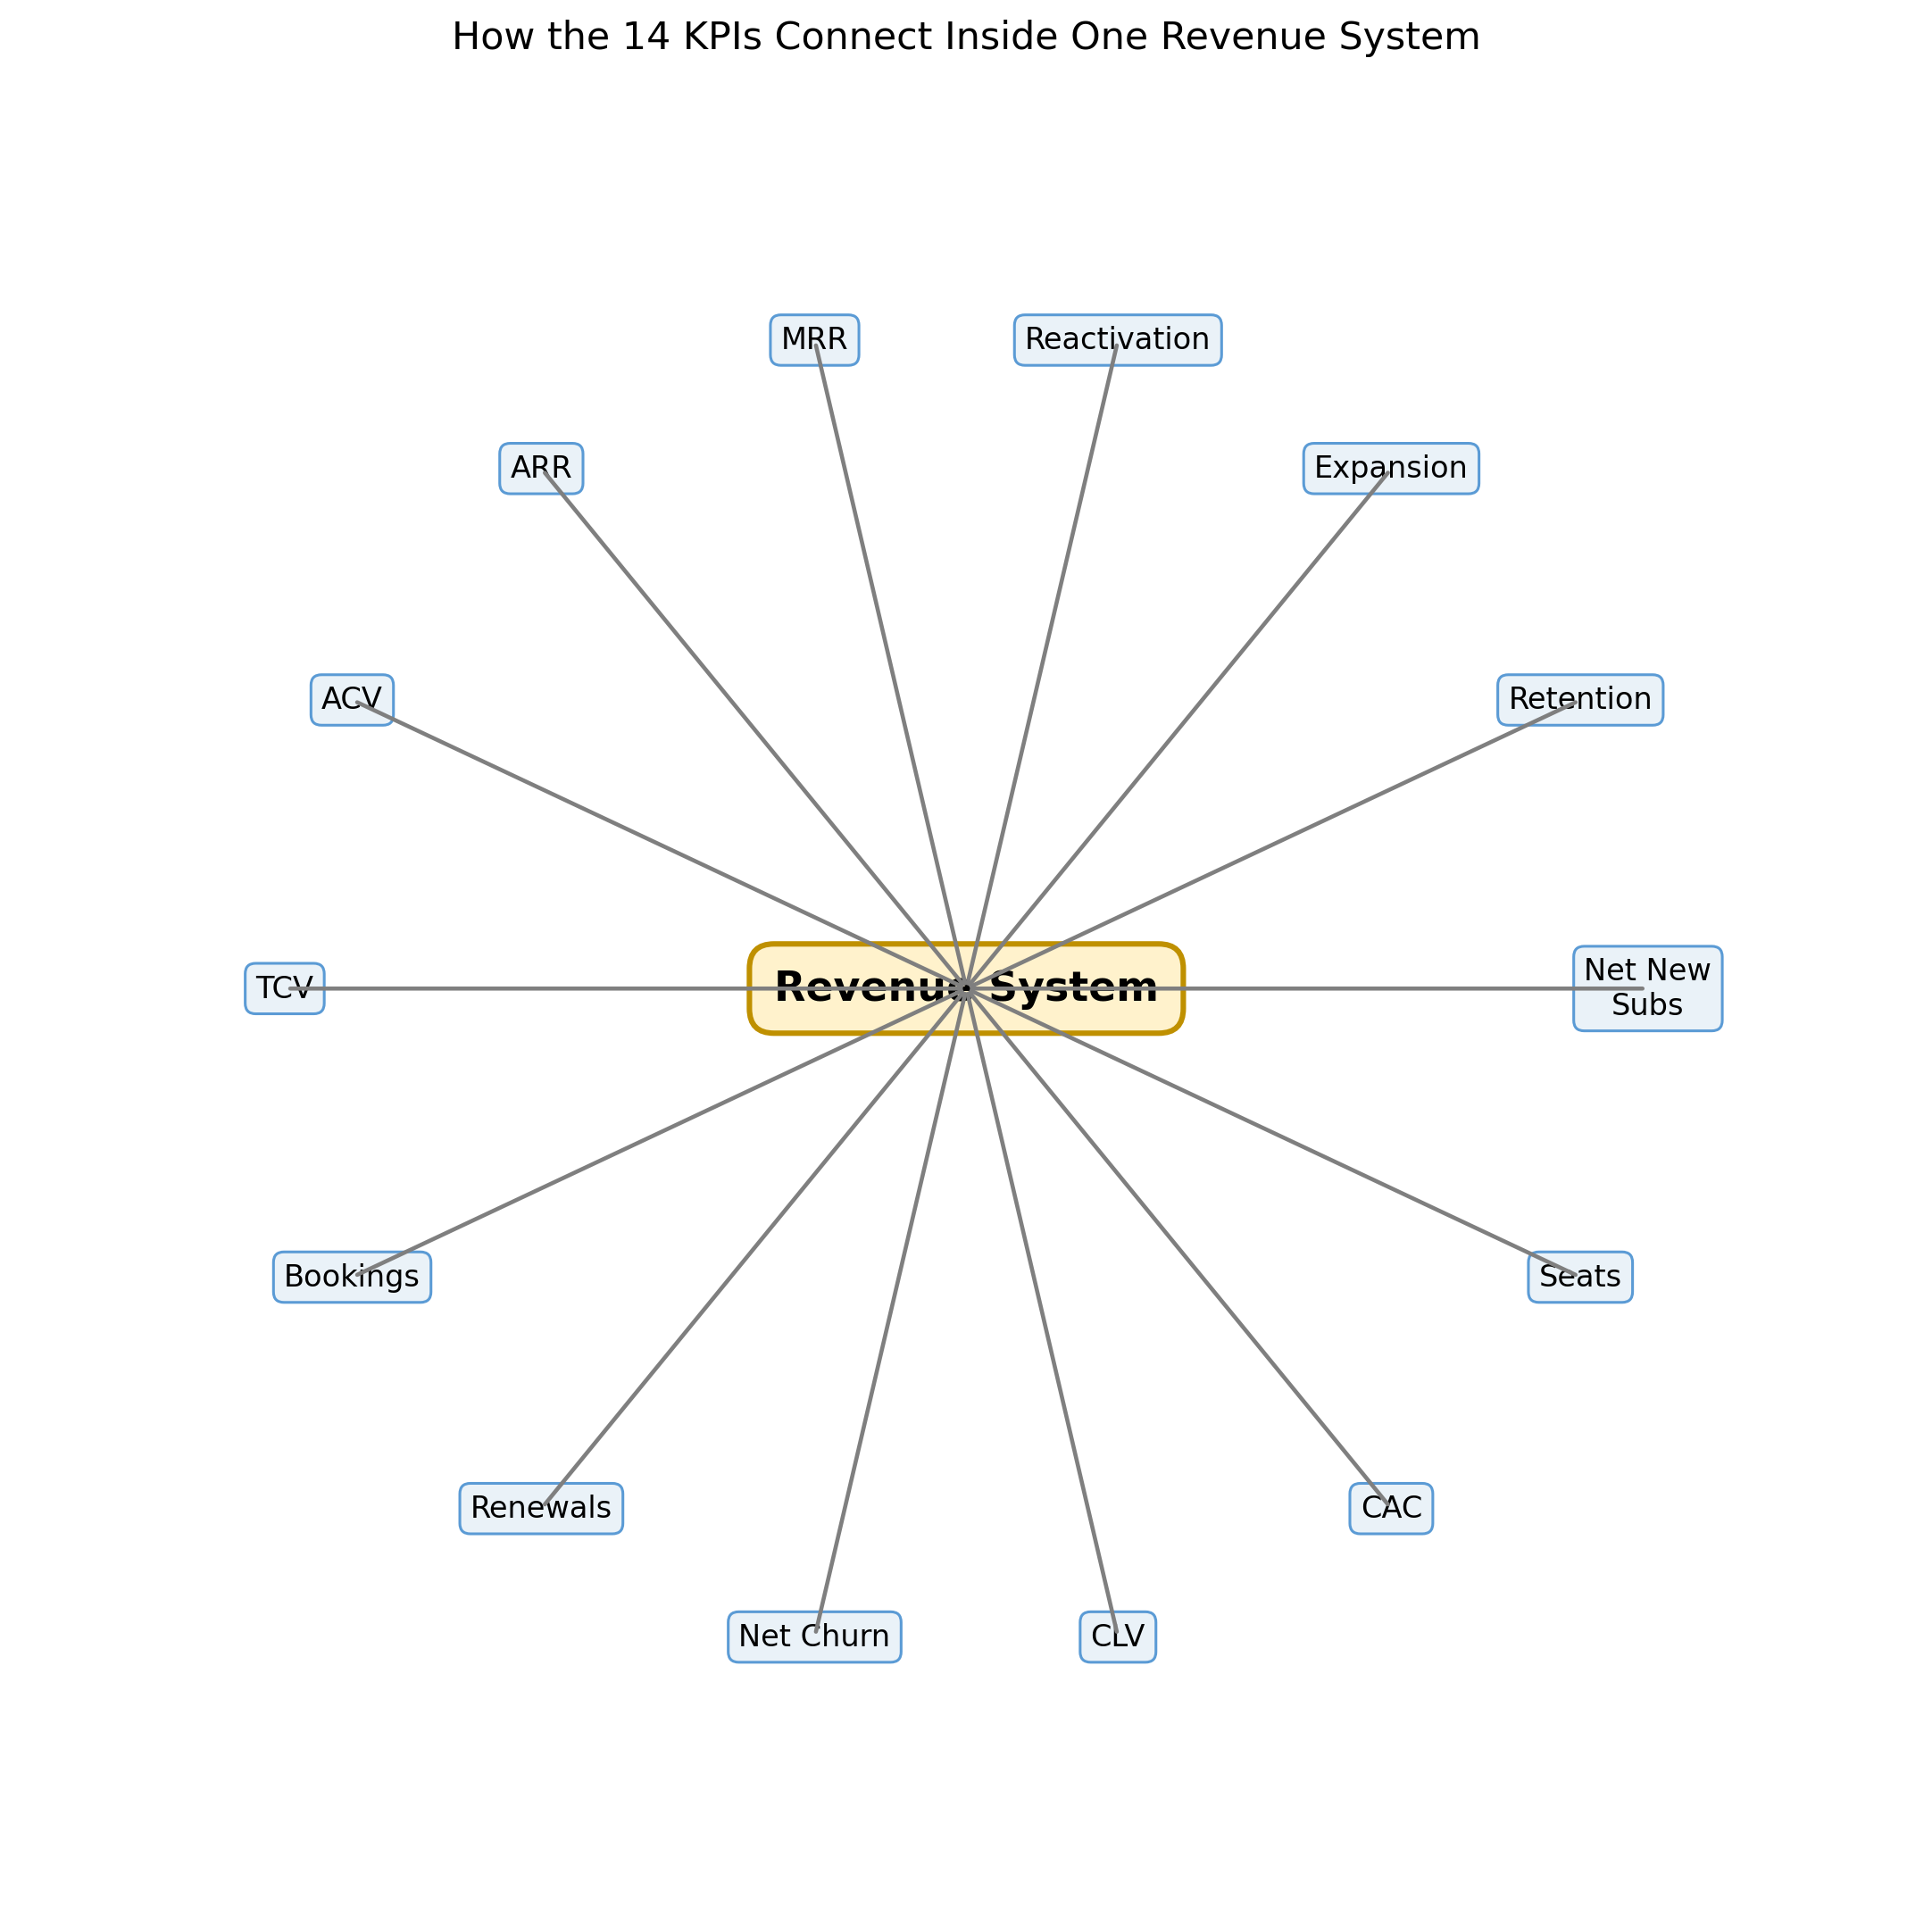 How the 14 KPIs Connect Inside One Revenue System
MRR
Reactivation
ARR
Expansion
ACV
Retention
TCV
Revenue System
Net New
Subs
Bookings
Seats
Renewals
CAC
Net Churn
CLV